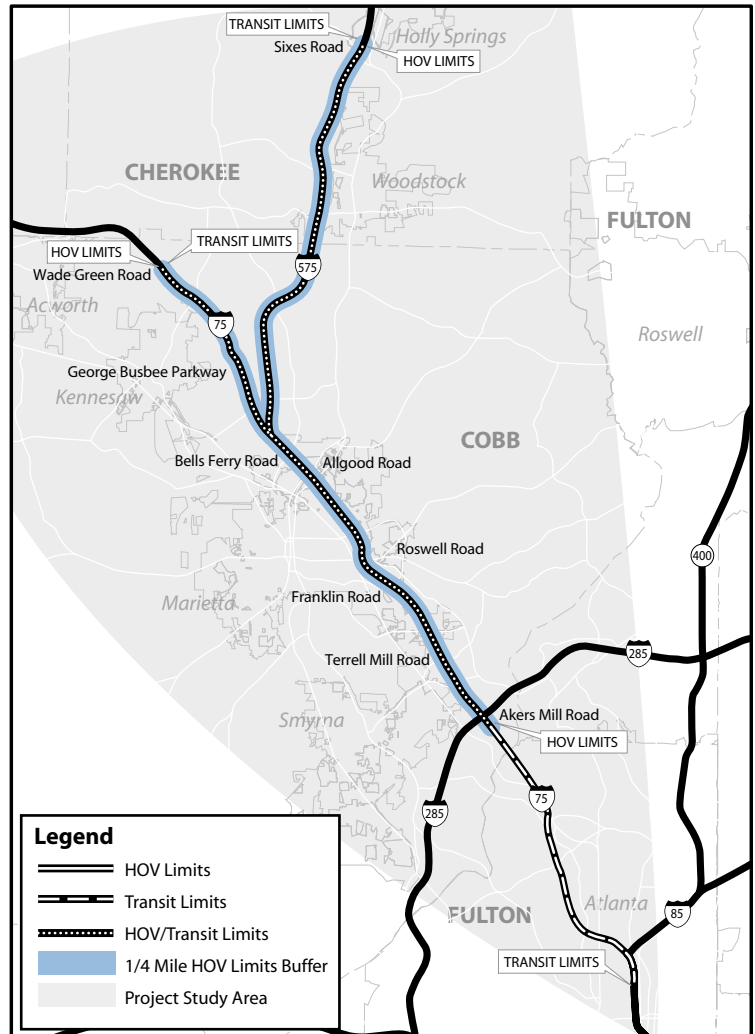 TRANSIT LIMITS
Holly Springs
Sixes Road
HOV LIMITS
CHEROKEE
Woodstock
FULTON
TRANSIT LIMITS
HOV LIMITS
Wade Green Road
575
Acworth
75
Roswell
George Busbee Parkway
Kennesaw
COBB
Bells Ferry Road
Allgood Road
Roswell Road
400
Franklin Road
Marietta
Terrell Mill Road
285
Smyrna
Akers Mill Road
HOV LIMITS
75
285
Legend
HOV Limits
Transit Limits
HOV/Transit Limits
1/4 Mile HOV Limits Buffer
Project Study Area
FULTON
Atlanta
85
TRANSIT LIMITS